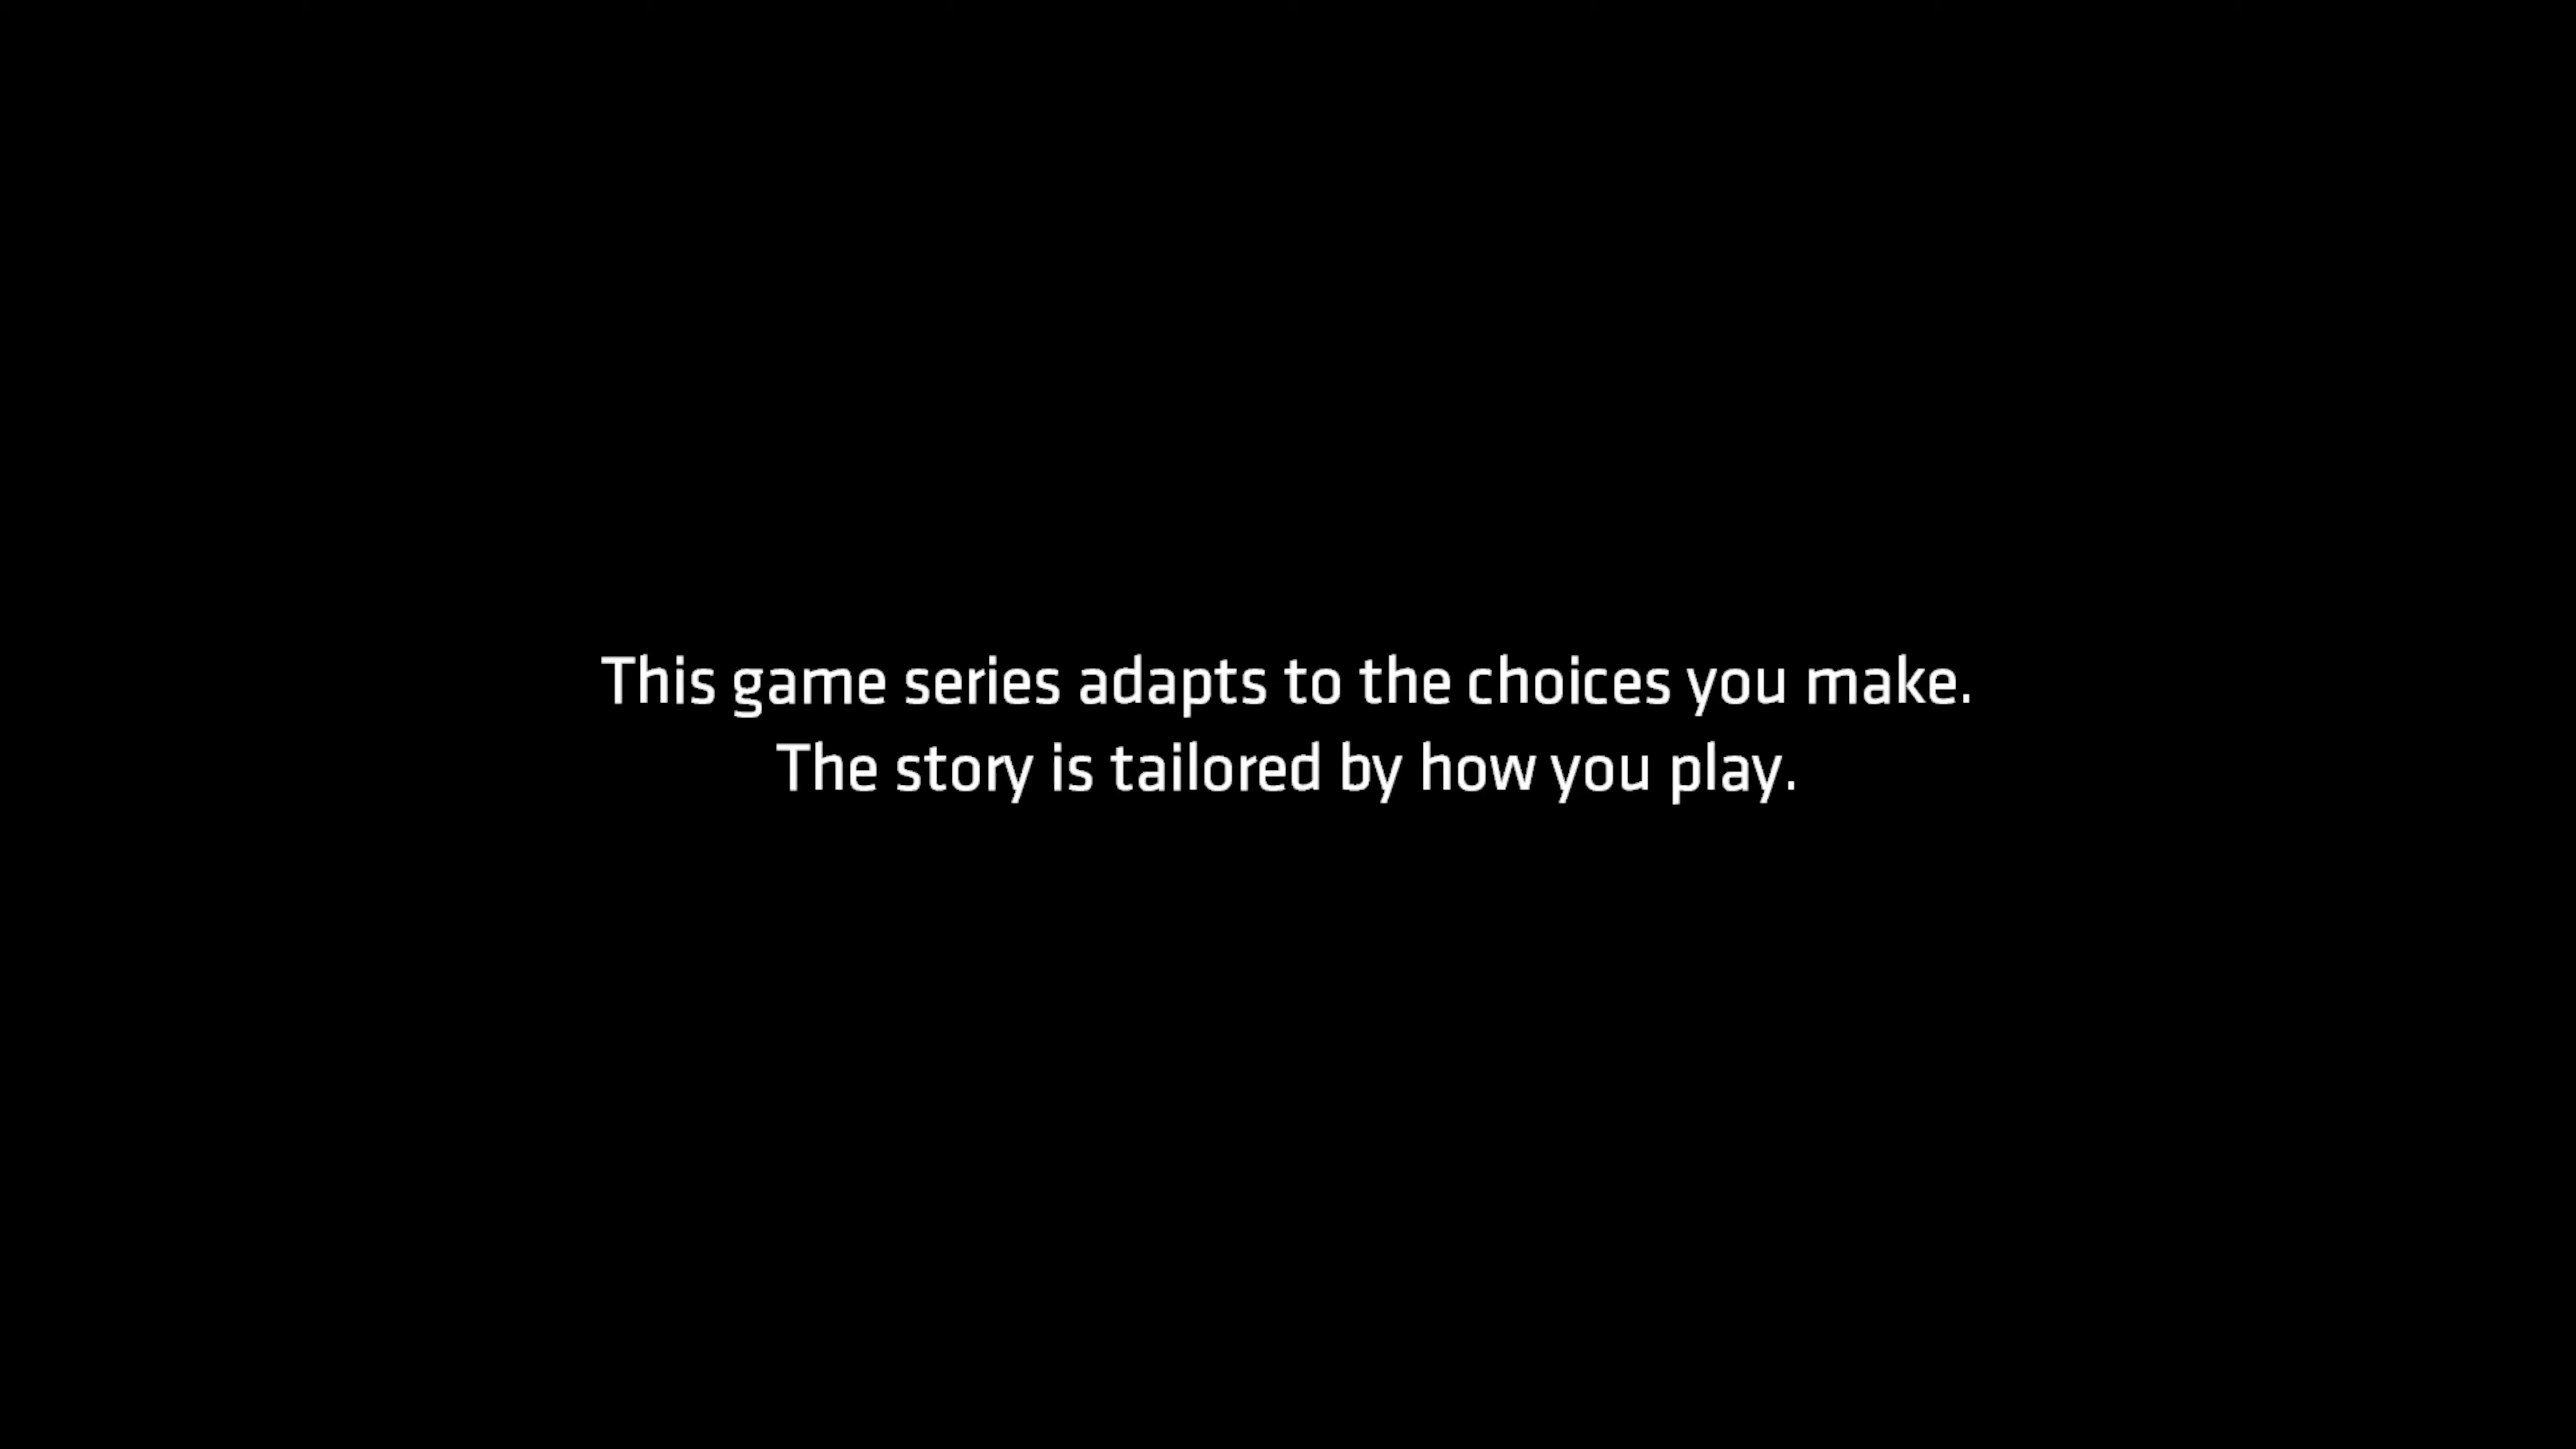 This game series adapts to the choices you make.
The story is tailored by how you play.